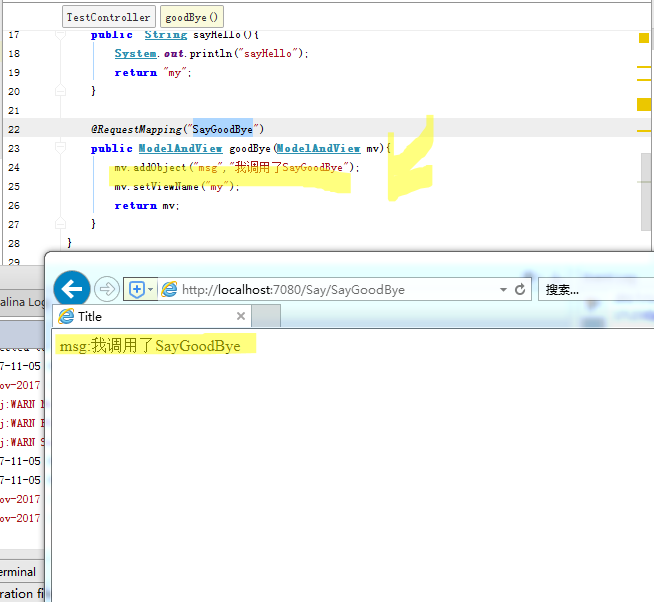 TestController goodBye()
17 public String sayHello(){
18 System.out.println("sayHello");
19 return "my";
20 }
21
22 @RequestMapping("SayGoodBye")
23 public ModelAndView goodBye(ModelAndView mv){
24 mv.addObject("msg","我调用了SayGoodBye");
25 mv.setViewName("my");
26 return mv;
27 }
28 }
29
http://localhost:7080/Say/SayGoodBye 搜索...
alina Log
Title
msg:我调用了SayGoodBye
7-11-05
ov-2017
j:WARN
j:WARN
j:WARN S
7-11-05
7-11-05
ov-2017
ov-2017
erminal
ration fi